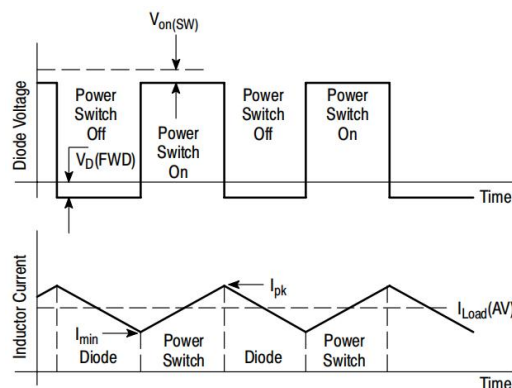 Von(SW)
Diode Voltage
Power
Switch
Off
Power
Switch
On
Power
Switch
Off
Power
Switch
On
VD(FWD)
Time
Inductor Current
Ipk
ILoad(AV)
Imin
Diode
Power
Switch
Diode
Power
Switch
Time